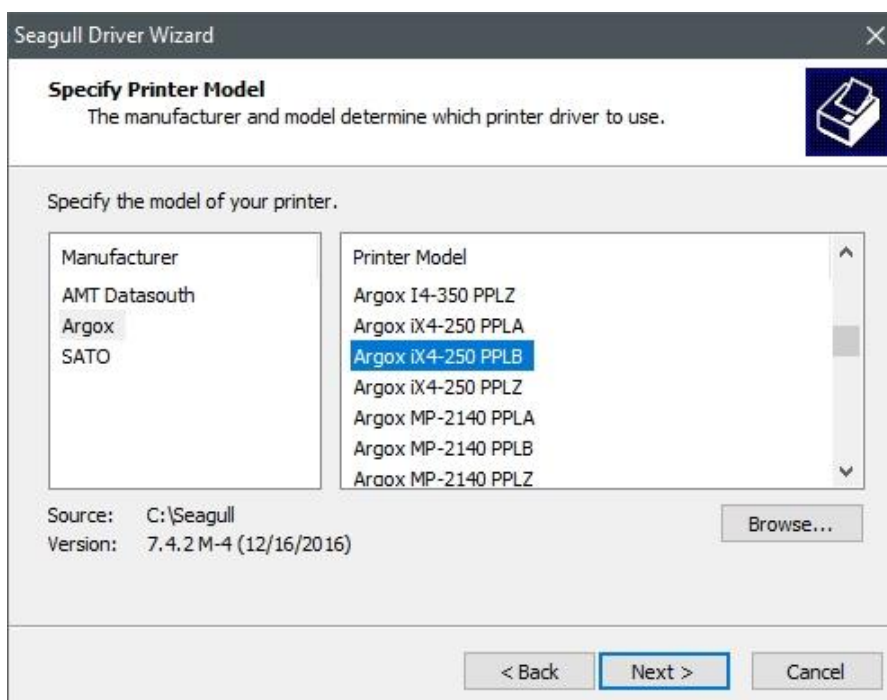 Seagull Driver Wizard
Specify Printer Model
The manufacturer and model determine which printer driver to use.
Specify the model of your printer.
Manufacturer
AMT Datasouth
Argox
SATO
Printer Model
Argox I4-350 PPLZ
Argox iX4-250 PPLA
Argox iX4-250 PPLB
Argox iX4-250 PPLZ
Argox MP-2140 PPLA
Argox MP-2140 PPLB
Argox MP-2140 PPLZ
Source: C:\Seagull
Version: 7.4.2 M-4 (12/16/2016)
Browse...
< Back
Next >
Cancel